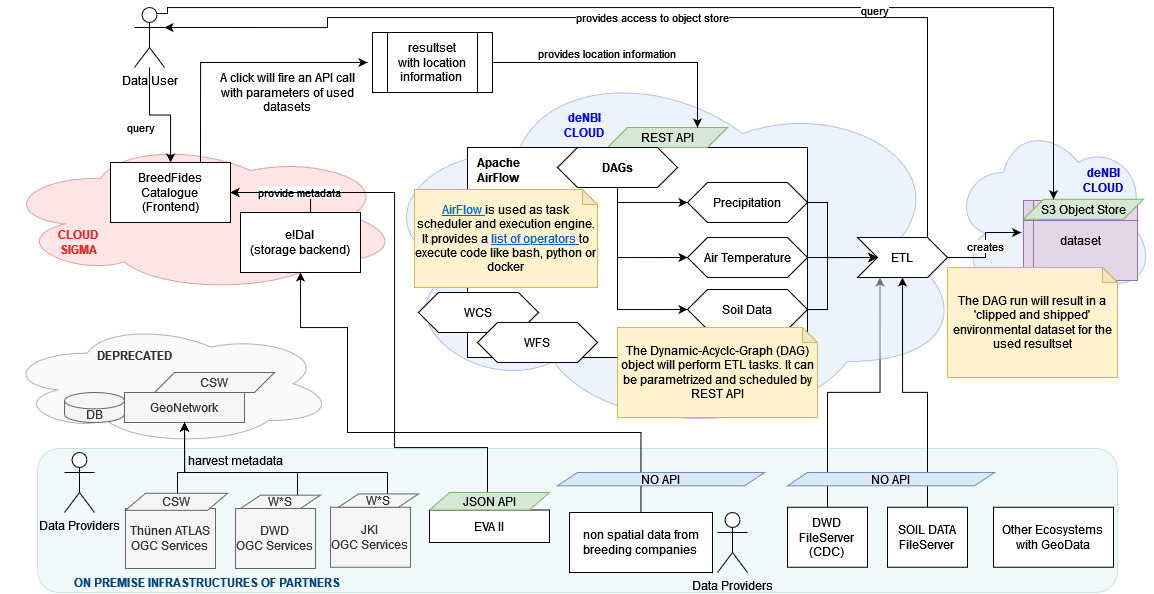 query
provides access to object store
Data User
resultset
with location
information
provides location information
A click will fire an API call
with parameters of used
datasets
query
deNBI
CLOUD
REST API
Apache
AirFlow
DAGs
BreedFides
Catalogue
(Frontend)
provide metadata
CLOUD
SIGMA
elDal
(storage backend)
AirFlow is used as task
scheduler and execution engine.
It provides a list of operators to
execute code like bash, python or
docker
Precipitation
Air Temperature
Soil Data
ETL
creates
deNBI
CLOUD
S3 Object Store
dataset
The DAG run will result in a
'clipped and shipped'
environmental dataset for the
used resultset
WCS
WFS
The Dynamic-Acyclc-Graph (DAG)
object will perform ETL tasks. It can
be parametrized and scheduled by
REST API
DEPRECATED
CSW
GeoNetwork
DB
harvest metadata
Data Providers
CSW
Thünen ATLAS
OGC Services
W*S
DWD
OGC Services
W*S
JKI
OGC Services
JSON API
EVA II
NO API
non spatial data from
breeding companies
Data Providers
NO API
DWD
FileServer
(CDC)
SOIL DATA
FileServer
Other Ecosystems
with GeoData
ON PREMISE INFRASTRUCTURES OF PARTNERS